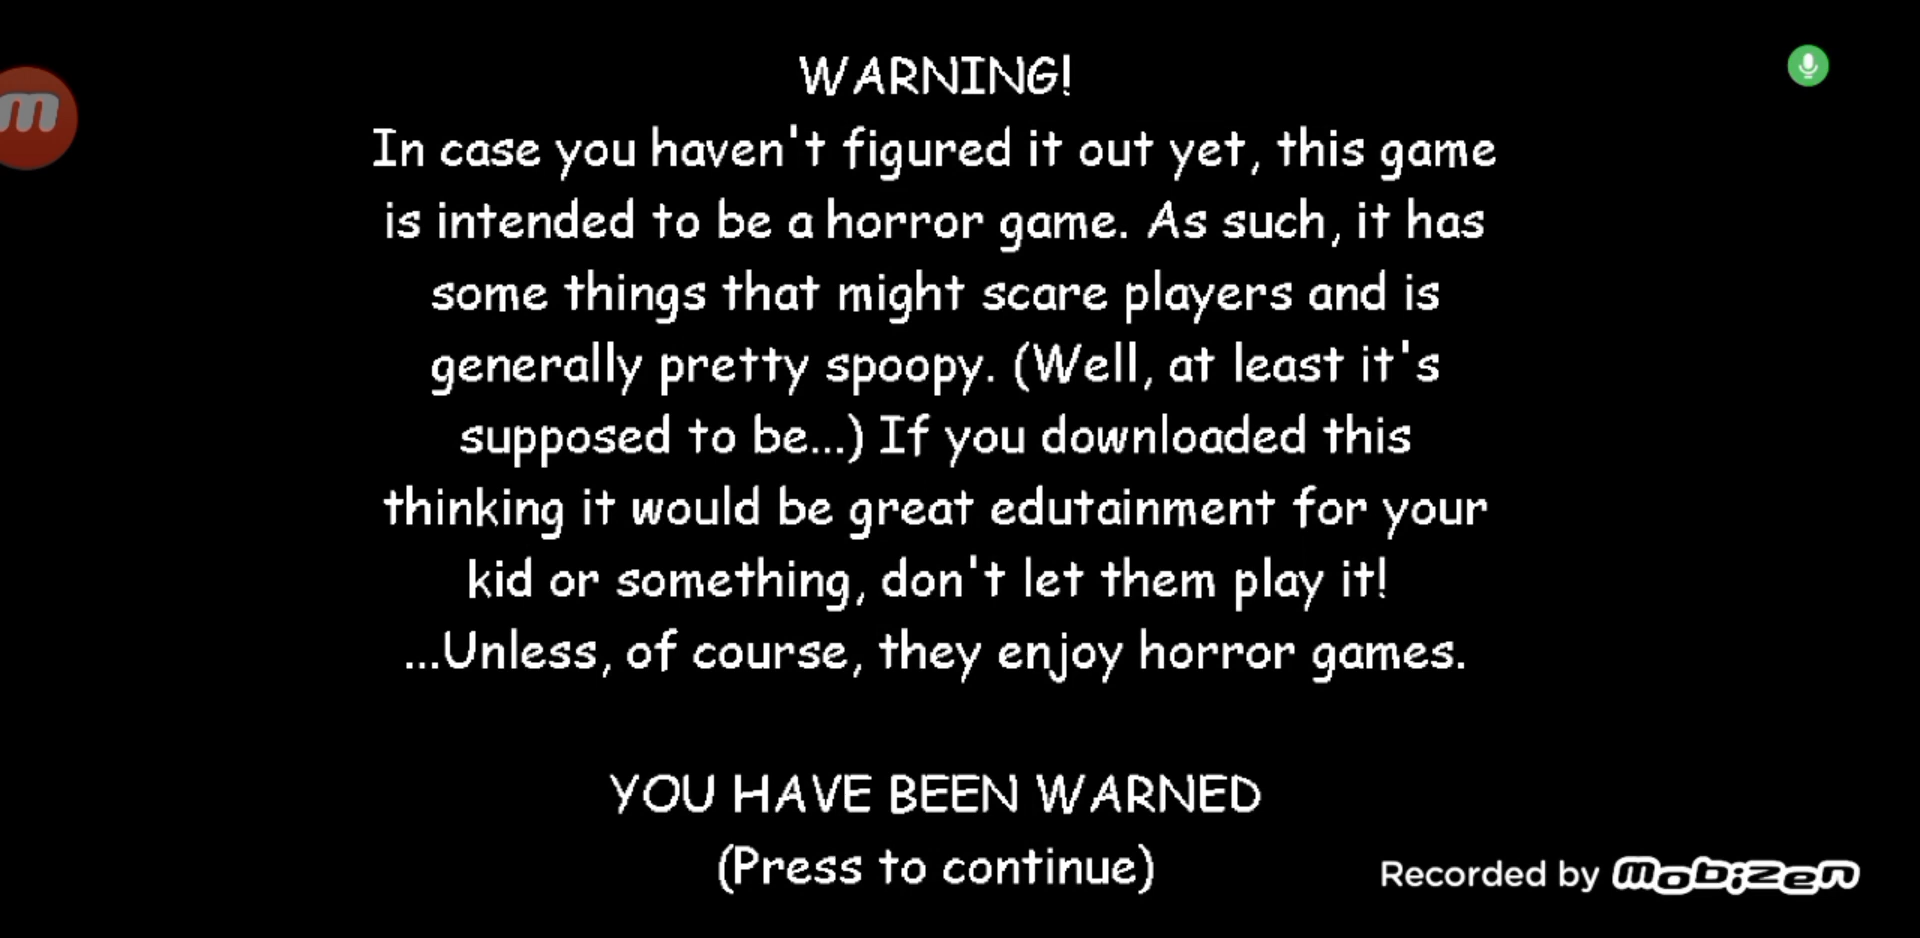 WARNING!
In case you haven't figured it out yet, this game
is intended to be a horror game. As such, it has
some things that might scare players and is
generally pretty spoopy. (Well, at least it's
supposed to be...) If you downloaded this
thinking it would be great edutainment for your
kid or something, don't let them play it!
...Unless, of course, they enjoy horror games.
YOU HAVE BEEN WARNED
(Press to continue)
Recorded by mobizen
m